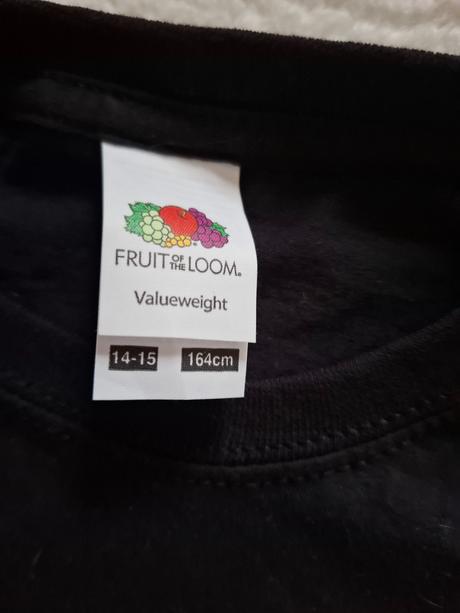 FRUIT OF THE LOOM®
Valueweight
14-15 164cm